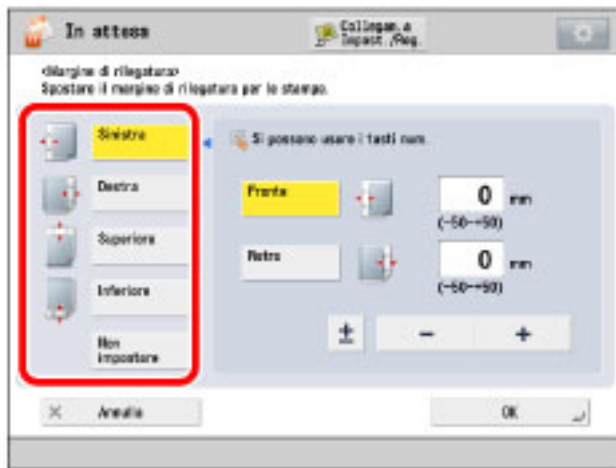 In attesa
Collegam.a
Impost./Reg.
<Margine di rilegatura>
Spostare il margine di rilegatura per la stampa.
Sinistra
Destra
Superiore
Inferiore
Non
impostare
Si possono usare i tasti num.
Fronte
0 mm
(-50~+50)
Retro
0 mm
(-50~+50)
±
-
+
Annulla
OK